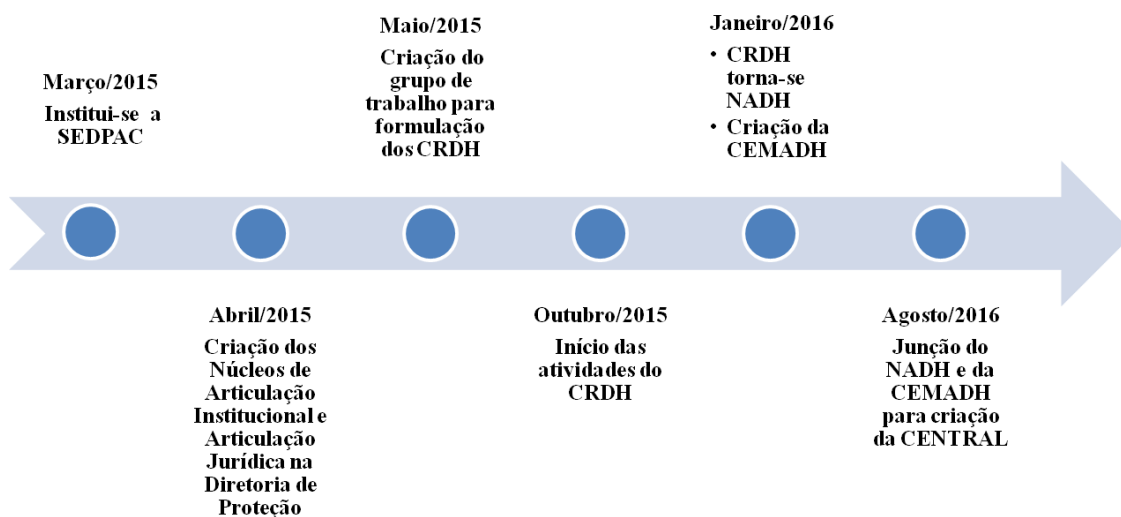 Março/2015
Institui-se a
SEDPAC
Abril/2015
Criação dos
Núcleos de
Articulação
Institucional e
Articulação
Jurídica na
Diretoria de
Proteção
Maio/2015
Criação do
grupo de
trabalho para
formulação
dos CRDH
Outubro/2015
Início das
atividades do
CRDH
Janeiro/2016
• CRDH
torna-se
NADH
• Criação da
CEMADH
Agosto/2016
Junção do
NADH e da
CEMADH
para criação
da CENTRAL